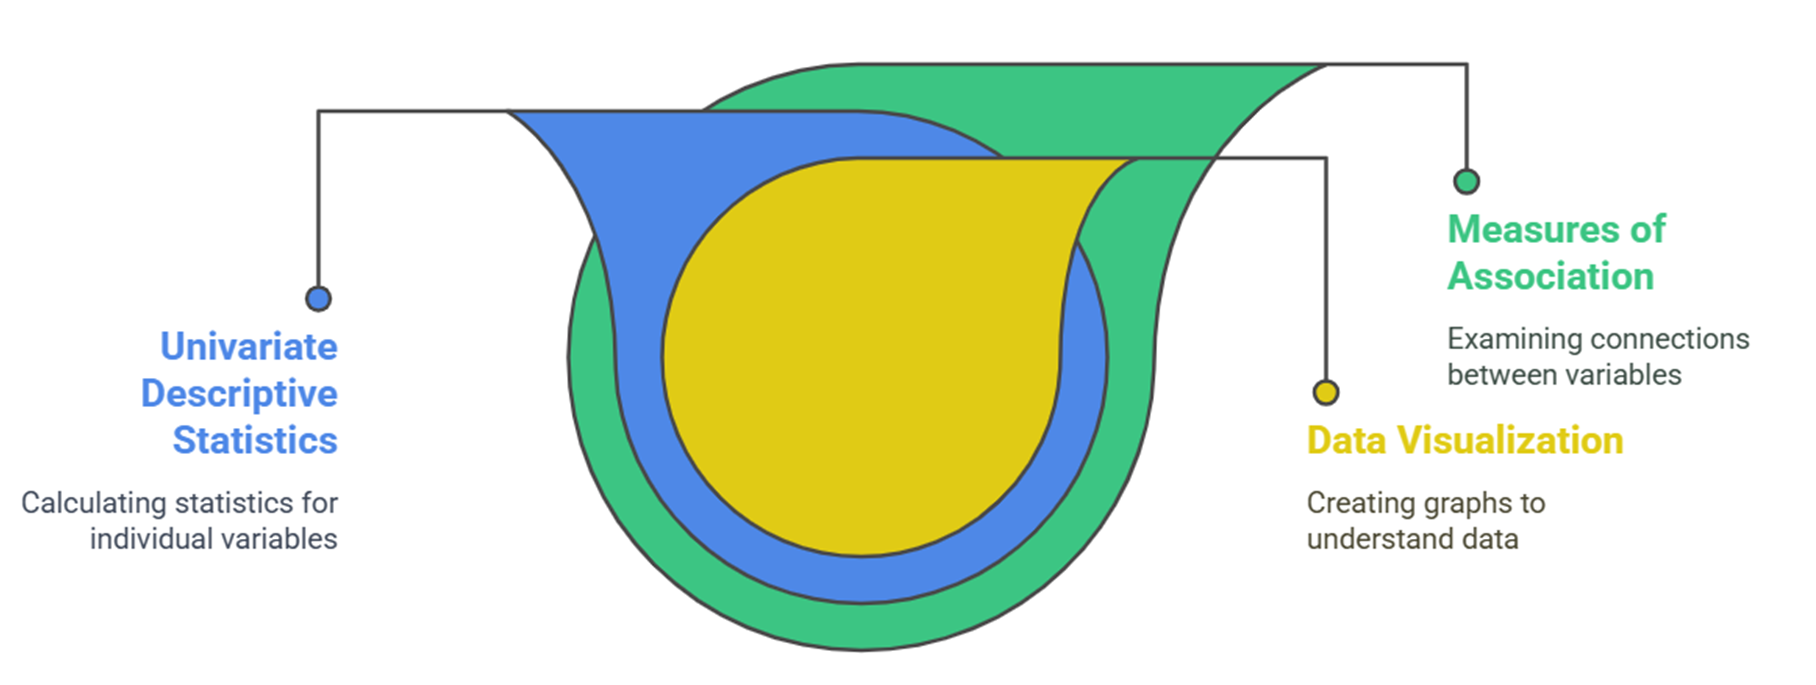 Univariate
Descriptive
Statistics
Calculating statistics for
individual variables
Measures of
Association
Examining connections
between variables
Data Visualization
Creating graphs to
understand data